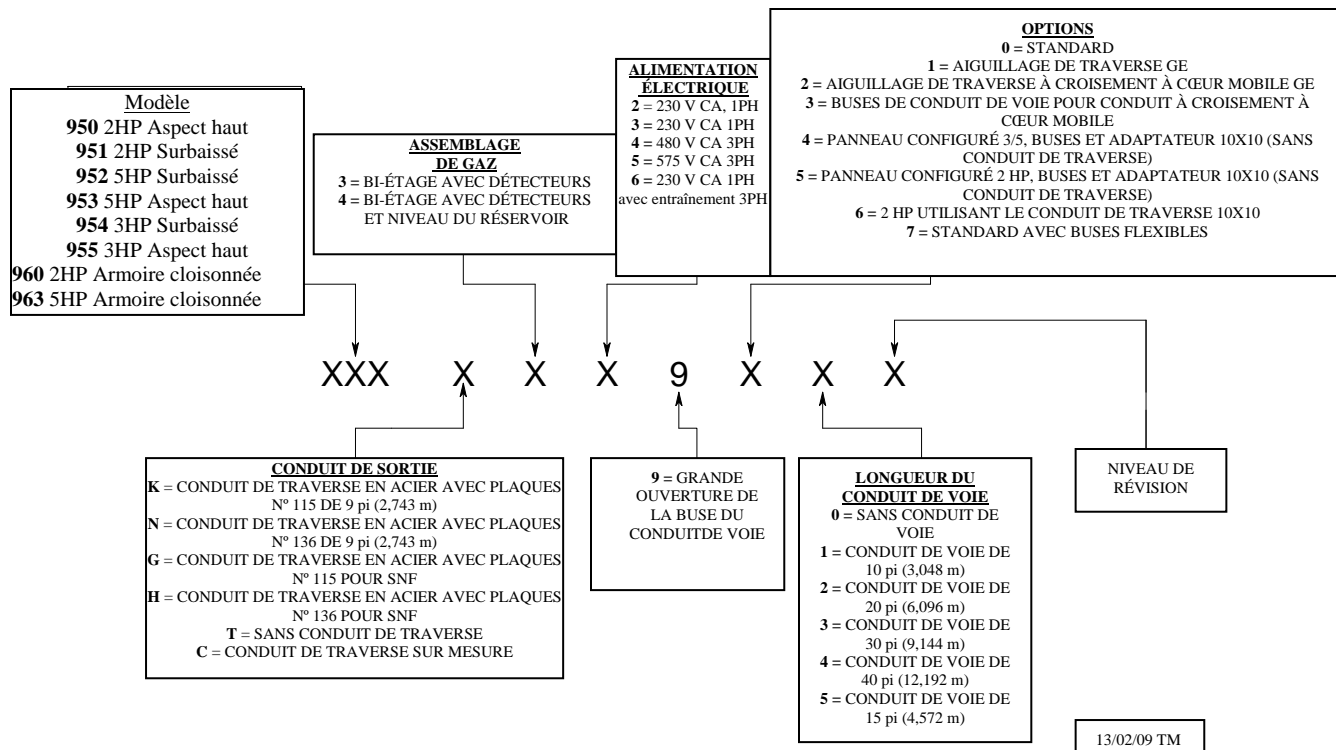 Modèle
950 2HP Aspect haut
951 2HP Surbaissé
952 5HP Surbaissé
953 5HP Aspect haut
954 3HP Surbaissé
955 3HP Aspect haut
960 2HP Armoire cloisonnée
963 5HP Armoire cloisonnée
ASSEMBLAGE
DE GAZ
3 = BI-ÉTAGE AVEC DÉTECTEURS
4 = BI-ÉTAGE AVEC DÉTECTEURS
ET NIVEAU DU RÉSERVOIR
ALIMENTATION
ÉLECTRIQUE
2 = 230 V CA, 1PH
3 = 230 V CA 1PH
4 = 480 V CA 3PH
5 = 575 V CA 3PH
6 = 230 V CA 1PH
avec entraînement 3PH
OPTIONS
0 = STANDARD
1 = AIGUILLAGE DE TRAVERSE GE
2 = AIGUILLAGE DE TRAVERSE À CROISEMENT À CŒUR MOBILE GE
3 = BUSES DE CONDUIT DE VOIE POUR CONDUIT À CROISEMENT À
CŒUR MOBILE
4 = PANNEAU CONFIGURÉ 3/5, BUSES ET ADAPTATEUR 10X10 (SANS
CONDUIT DE TRAVERSE)
5 = PANNEAU CONFIGURÉ 2 HP, BUSES ET ADAPTATEUR 10X10 (SANS
CONDUIT DE TRAVERSE)
6 = 2 HP UTILISANT LE CONDUIT DE TRAVERSE 10X10
7 = STANDARD AVEC BUSES FLEXIBLES
XXX X X X 9 X X X
CONDUIT DE SORTIE
K = CONDUIT DE TRAVERSE EN ACIER AVEC PLAQUES
Nº 115 DE 9 pi (2,743 m)
N = CONDUIT DE TRAVERSE EN ACIER AVEC PLAQUES
Nº 136 DE 9 pi (2,743 m)
G = CONDUIT DE TRAVERSE EN ACIER AVEC PLAQUES
Nº 115 POUR SNF
H = CONDUIT DE TRAVERSE EN ACIER AVEC PLAQUES
Nº 136 POUR SNF
T = SANS CONDUIT DE TRAVERSE
C = CONDUIT DE TRAVERSE SUR MESURE
9 = GRANDE
OUVERTURE DE
LA BUSE DU
CONDUITDE VOIE
LONGUEUR DU
CONDUIT DE VOIE
0 = SANS CONDUIT DE
VOIE
1 = CONDUIT DE VOIE DE
10 pi (3,048 m)
2 = CONDUIT DE VOIE DE
20 pi (6,096 m)
3 = CONDUIT DE VOIE DE
30 pi (9,144 m)
4 = CONDUIT DE VOIE DE
40 pi (12,192 m)
5 = CONDUIT DE VOIE DE
15 pi (4,572 m)
NIVEAU DE
RÉVISION
13/02/09 TM